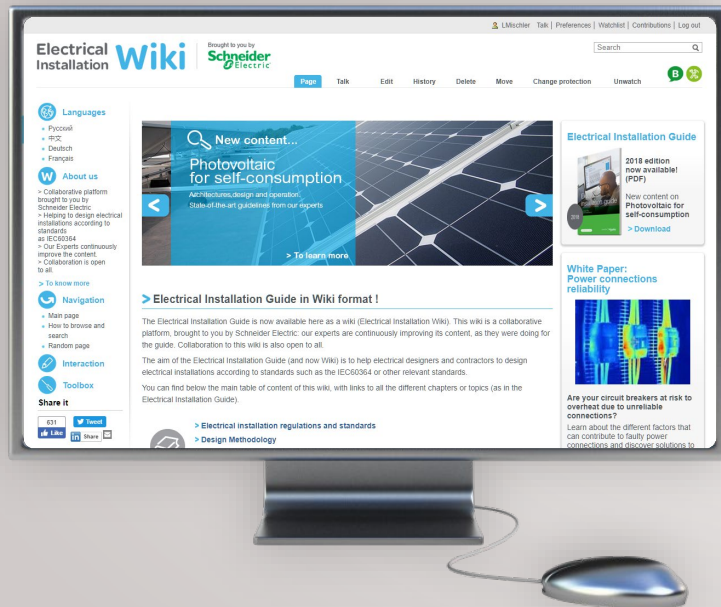 LMischler Talk | Preferences | Watchlist | Contributions | Log out
Electrical
Installation
Wiki
Brought to you by
Schneider
Electric
Search
Page Talk Edit History Delete Move Change protection Unwatch
B
Languages
Русский
中文
Deutsch
Français
W About us
> Collaborative platform
brought to you by
Schneider Electric
> Helping to design electrical
installations according to
standards
as IEC60364
> Our Experts continuously
improve the content.
> Collaboration is open
to all.
> To know more
Navigation
Main page
How to browse and
search
Random page
Interaction
Toolbox
Share it
631
Tweet
Like
in Share
New content...
Photovoltaic
for self-consumption
Architectures, design and operation.
State-of-the-art guidelines from our experts
<
>
> To learn more
> Electrical Installation Guide in Wiki format !
The Electrical Installation Guide is now available here as a wiki (Electrical Installation Wiki). This wiki is a collaborative
platform, brought to you by Schneider Electric: our experts are continuously improving its content, as they were doing for
the guide. Collaboration to this wiki is also open to all.
The aim of the Electrical Installation Guide (and now Wiki) is to help electrical designers and contractors to design
electrical installations according to standards such as the IEC60364 or other relevant standards.
You can find below the main table of content of this wiki, with links to all the different chapters or topics (as in the
Electrical Installation Guide).
> Electrical installation regulations and standards
> Design Methodology
Electrical Installation Guide
2018 edition
now available!
(PDF)
New content on
Photovoltaic for
self-consumption
> Download
White Paper:
Power connections
reliability
Are your circuit breakers at risk to
overheat due to unreliable
connections?
Learn about the different factors that
can contribute to faulty power
connections and discover solutions to